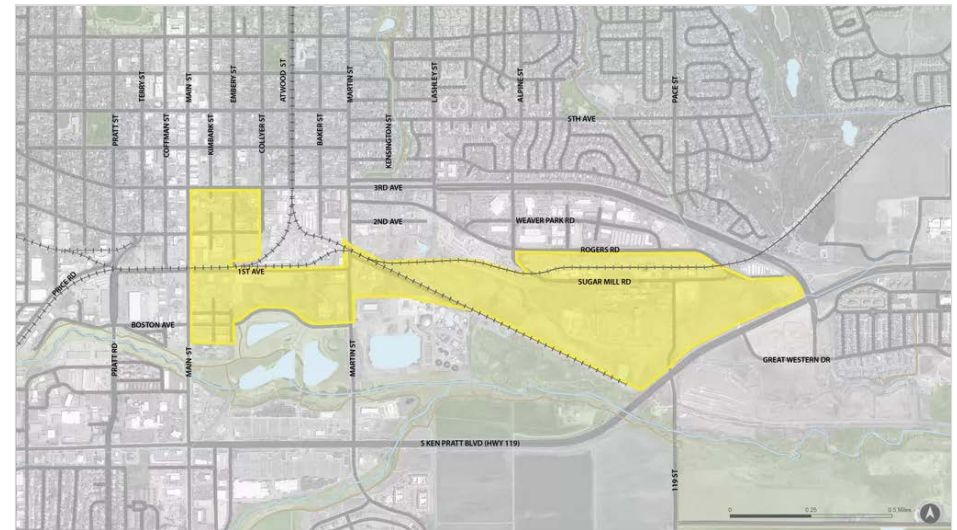 TERRY ST
MAIN ST
EMBERY ST
ATWOOD ST
MARTIN ST
LASHLEY ST
ALPINE ST
PACE ST
5TH AVE
PRATT ST
COFFMAN ST
KIMBARK ST
COLLYER ST
BAKER ST
KENSINGTON ST
3RD AVE
2ND AVE
WEAVER PARK RD
ROGERS RD
1ST AVE
SUGAR MILL RD
PRICE RD
BOSTON AVE
PRATT RD
MAIN ST
MARTIN ST
GREAT WESTERN DR
S KEN PRATT BLVD (HWY 119)
119 ST
0 0.25 0.5 Miles